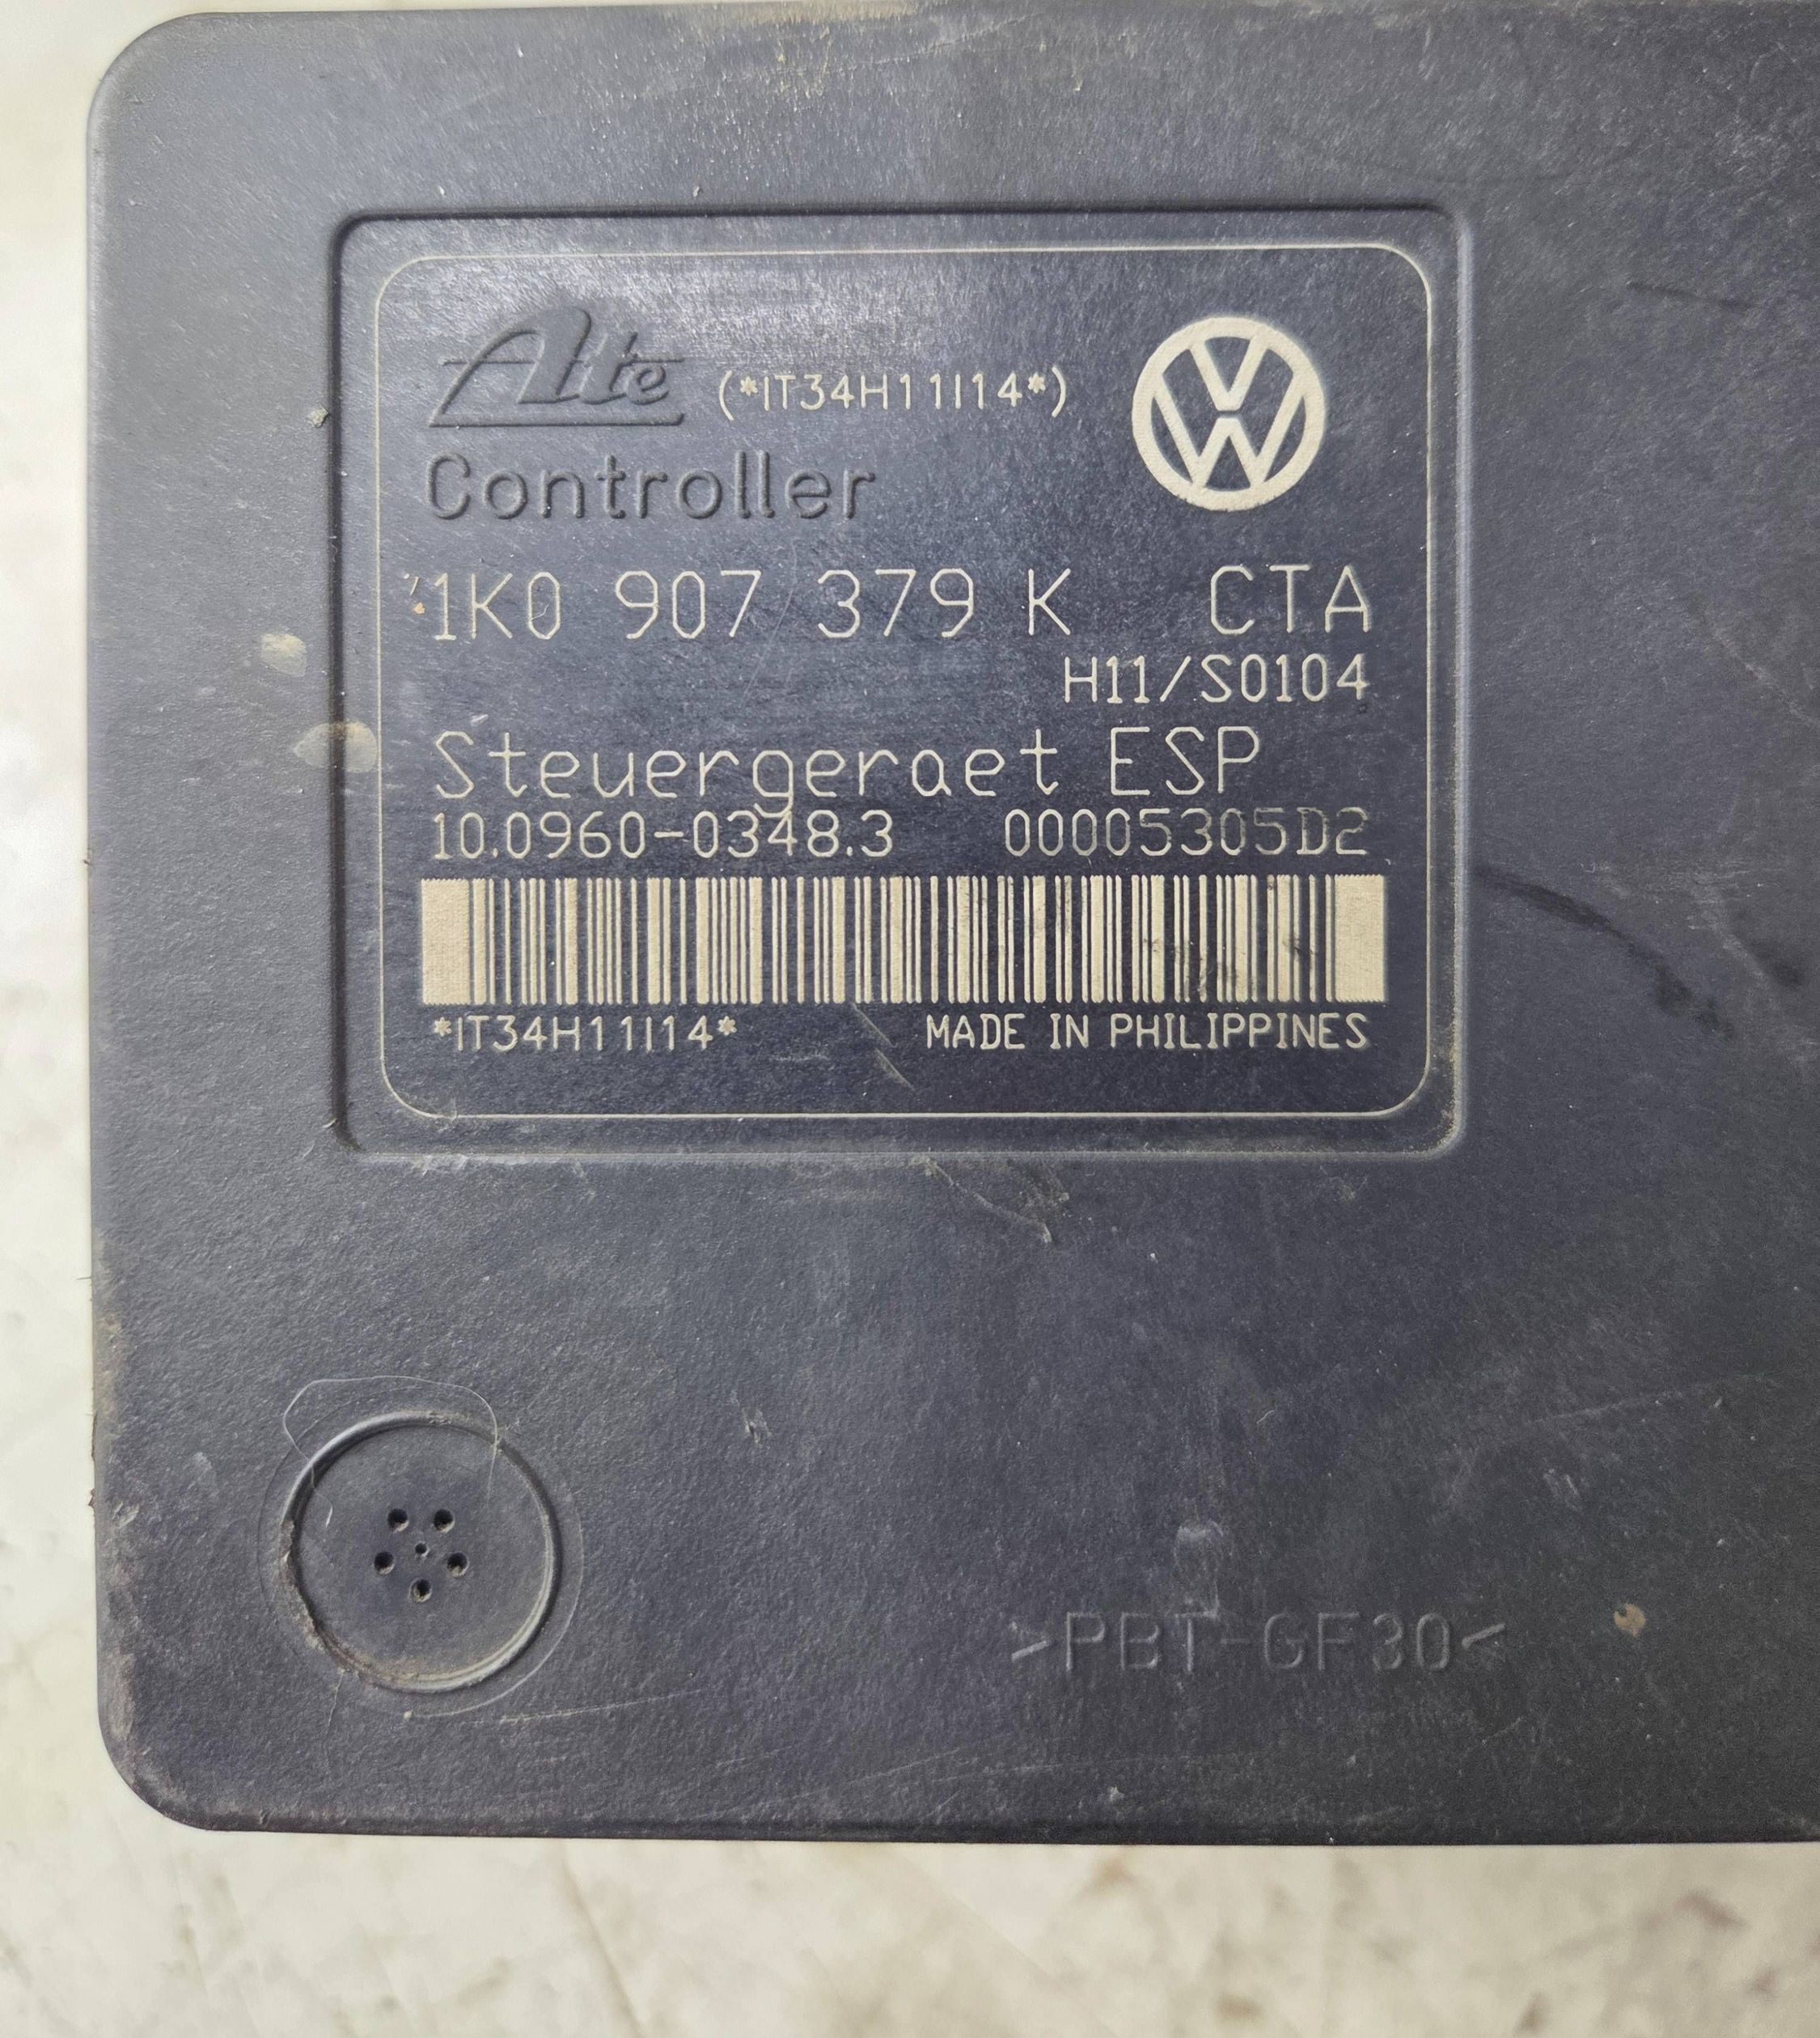 Ate (*IT34H11I14*)
Controller
1K0 907 379 K CTA
H11/S0104
Steuergeraet ESP
10.0960-0348.3 00005305D2
*IT34H11I14* MADE IN PHILIPPINES
>PBT-GF30<